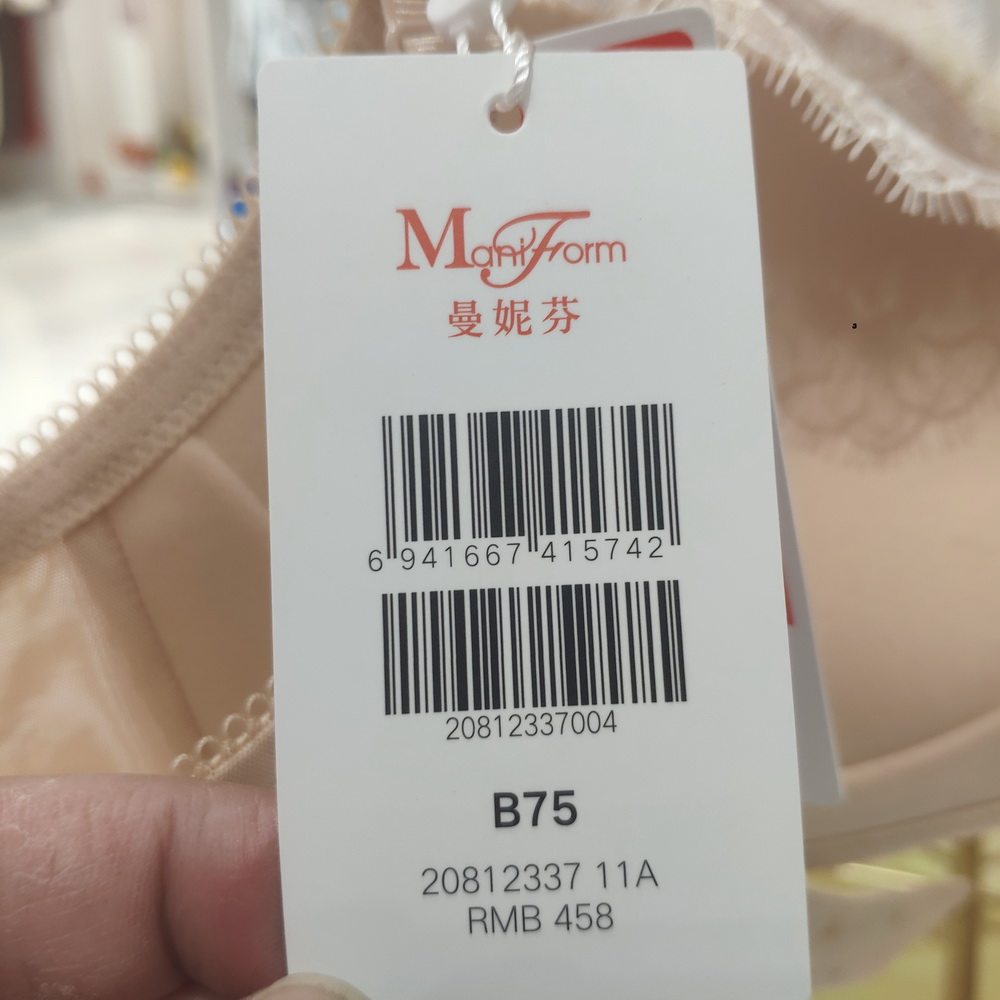 ManiForm
曼妮芬
6 941667 415742
20812337004
B75
20812337 11A
RMB 458